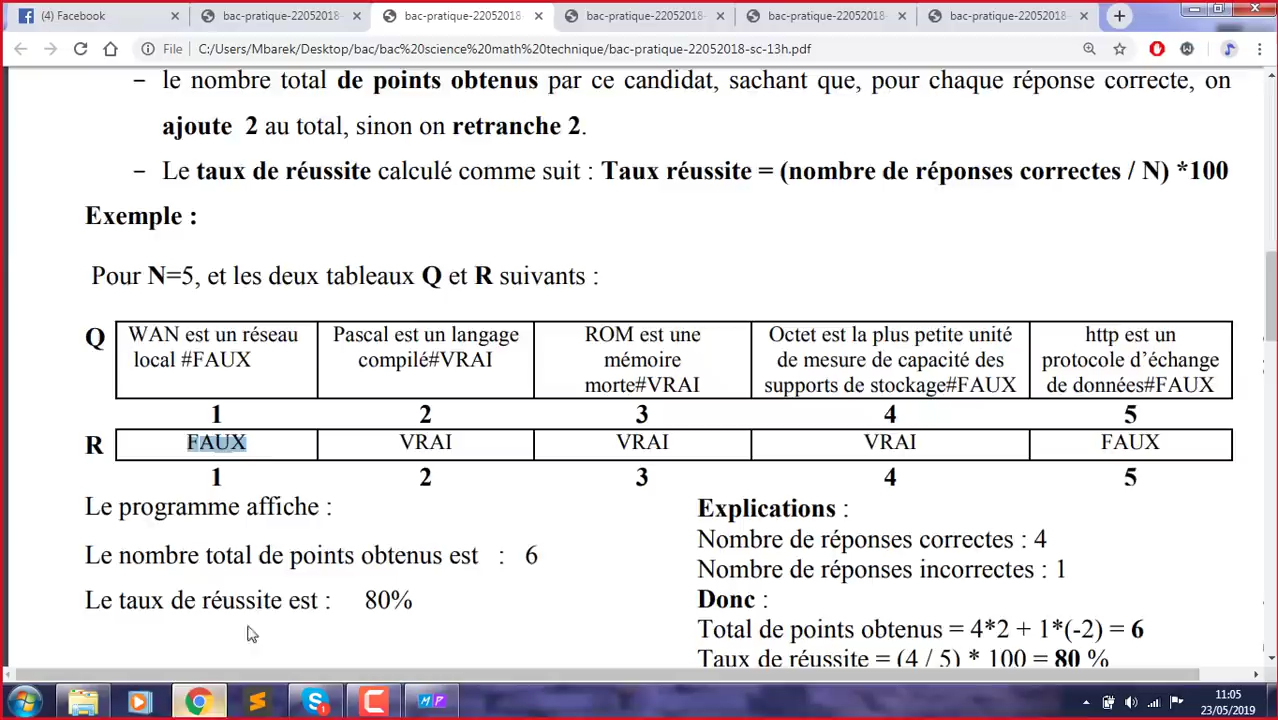 (4) Facebook
bac-pratique-22052018-
bac-pratique-22052018-
bac-pratique-22052018-
bac-pratique-22052018-
bac-pratique-22052018-
File
C:/Users/Mbarek/Desktop/bac/bac%20science%20math%20technique/bac-pratique-22052018-sc-13h.pdf
– le nombre total de points obtenus par ce candidat, sachant que, pour chaque réponse correcte, on
ajoute 2 au total, sinon on retranche 2.
– Le taux de réussite calculé comme suit : Taux réussite = (nombre de réponses correctes / N) *100
Exemple :
Pour N=5, et les deux tableaux Q et R suivants :
Q
WAN est un réseau
local #FAUX
Pascal est un langage
compilé#VRAI
ROM est une
mémoire
morte#VRAI
Octet est la plus petite unité
de mesure de capacité des
supports de stockage#FAUX
http est un
protocole d'échange
de données#FAUX
1 2 3 4 5
R FAUX VRAI VRAI VRAI FAUX
1 2 3 4 5
Le programme affiche :
Le nombre total de points obtenus est : 6
Le taux de réussite est : 80%
Explications :
Nombre de réponses correctes : 4
Nombre de réponses incorrectes : 1
Donc :
Total de points obtenus = 4*2 + 1*(-2) = 6
Taux de réussite = (4 / 5) * 100 = 80 %
11:05
23/05/2019